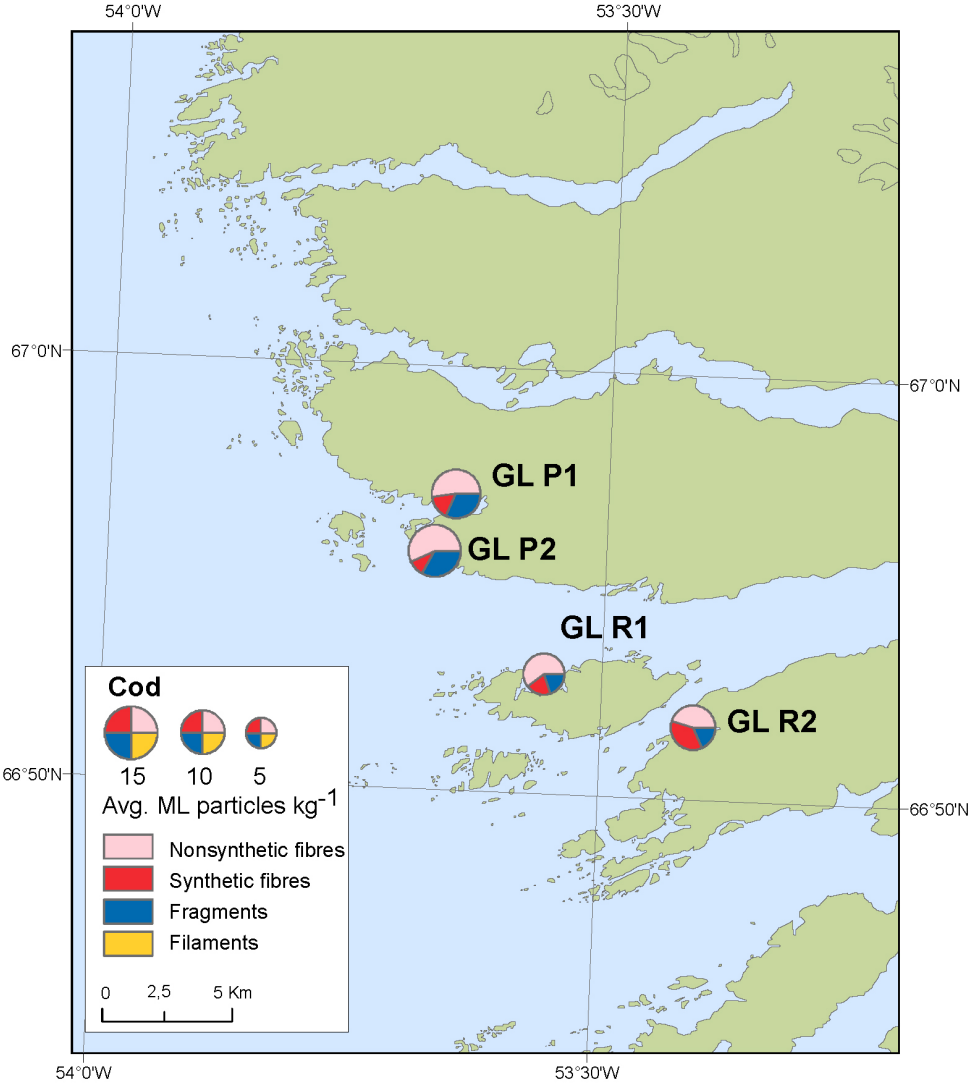 54°0'W 53°30'W
67°0'N
67°0'N
GL P1
GL P2
GL R1
GL R2
Cod
15 10 5
Avg. ML particles kg-1
Nonsynthetic fibres
Synthetic fibres
Fragments
Filaments
0 2,5 5 Km
66°50'N
66°50'N
54°0'W 53°30'W